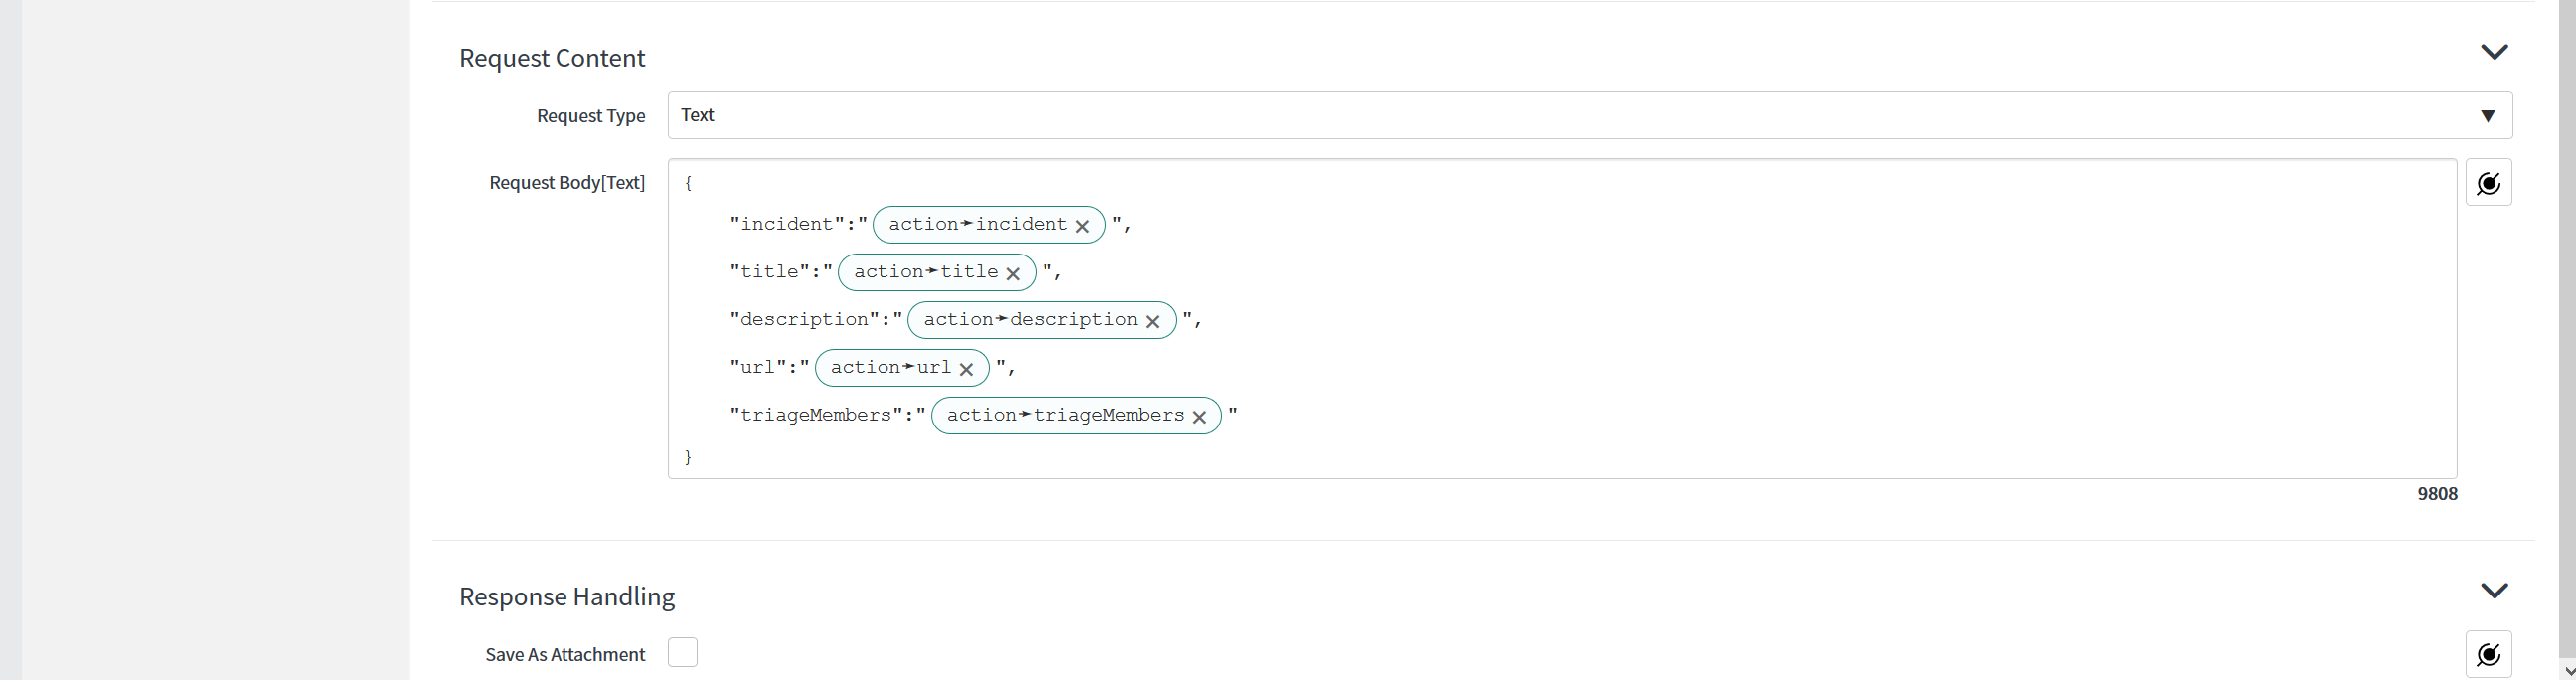 Request Content
Request Type
Text
Request Body[Text]
{
"incident":"action➛incident×",
"title":"action➛title×",
"description":"action➛description×",
"url":"action➛url×",
"triageMembers":"action➛triageMembers×"
}
9808
Response Handling
Save As Attachment